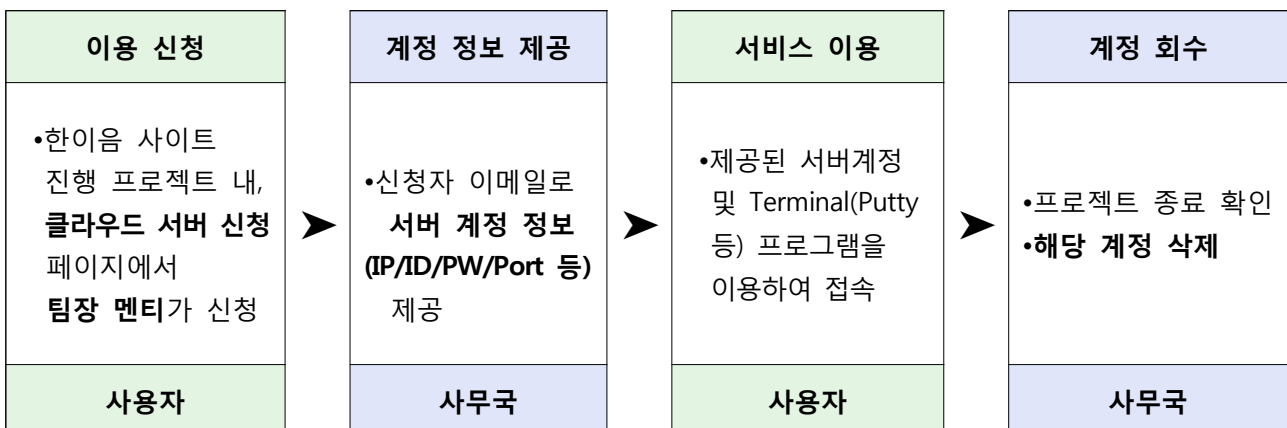 이용 신청
•한이음 사이트
진행 프로젝트 내,
클라우드 서버 신청
페이지에서
팀장 멘티가 신청
사용자
➤
계정 정보 제공
•신청자 이메일로
서버 계정 정보
(IP/ID/PW/Port 등)
제공
사무국
➤
서비스 이용
•제공된 서버계정
및 Terminal(Putty
등) 프로그램을
이용하여 접속
사용자
➤
계정 회수
•프로젝트 종료 확인
•해당 계정 삭제
사무국